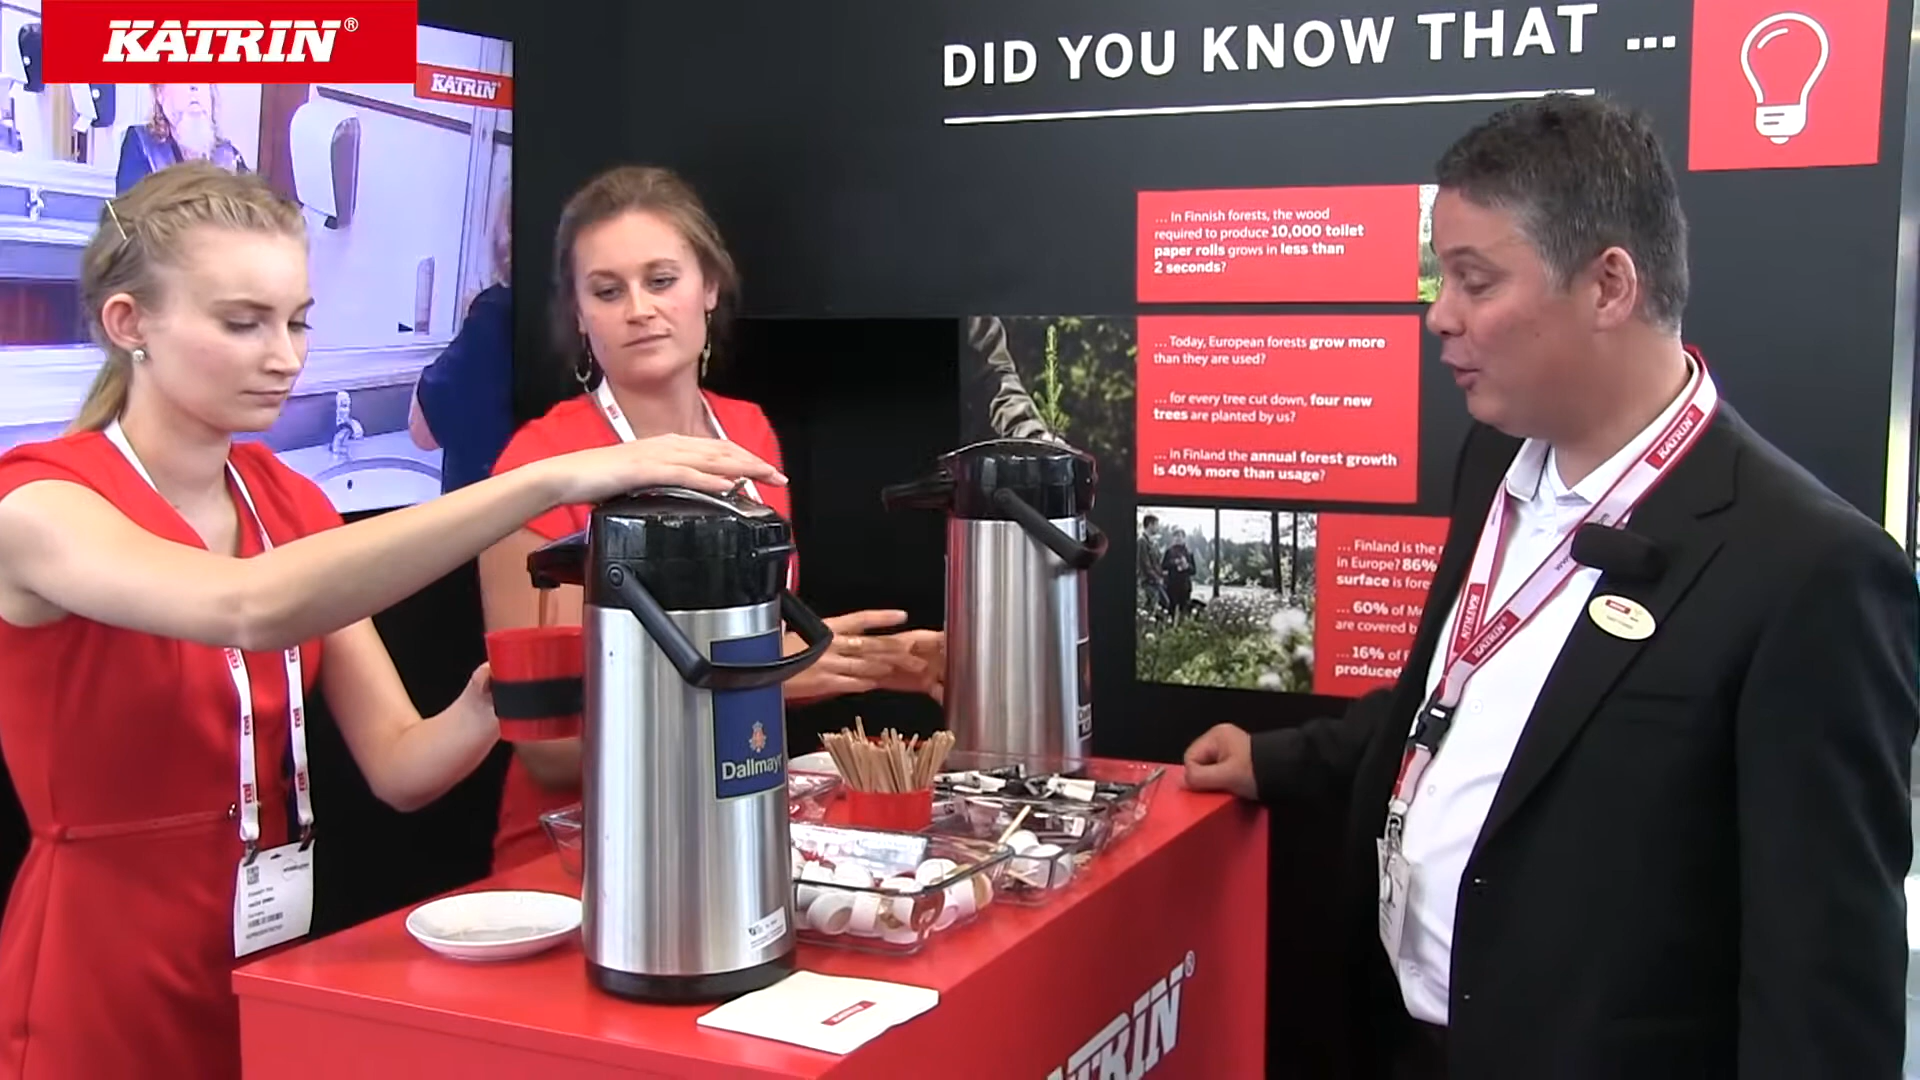 KATRIN®
KATRIN
DID YOU KNOW THAT ...
... in Finnish forests, the wood
required to produce 10,000 toilet
paper rolls grows in less than
2 seconds?
... Today, European forests grow more
than they are used?
... for every tree cut down, four new
trees are planted by us?
... in Finland the annual forest growth
is 40% more than usage?
... Finland is the
in Europe? 86%
surface is
... 60% of
are covered
... 16% of
produced
KATRIN®
KATRIN
KATRIN
Dallmayr
KATRIN